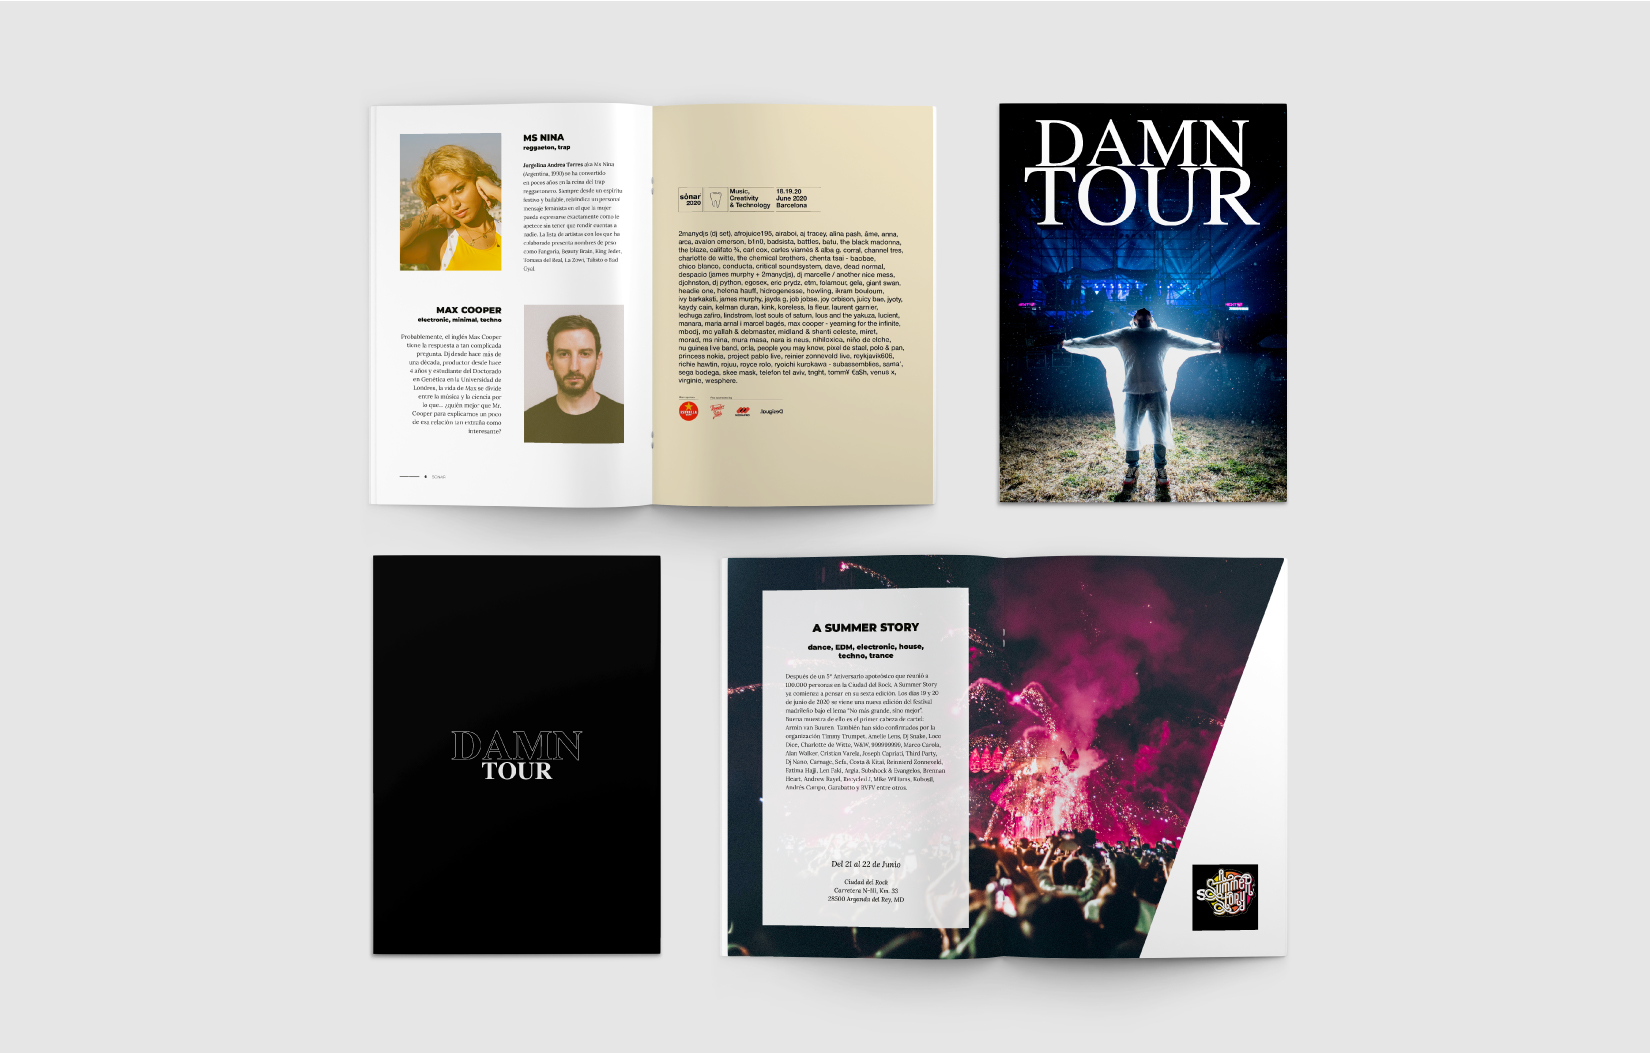 MS NINA
reggaeton, trap
Jorgelina Andrea Torres aka Ms Nina
(Argentina, 1990) se ha convertido
en pocos años en la reina del trap
reggaetonero. Siempre desde un espíritu
festivo y bailable, reivindica un personal
mensaje feminista en el que la mujer
pueda expresarse exactamente como le
apetece sin tener que rendir cuentas a
nadie. La lista de artistas con los que ha
colaborado presenta nombres de peso
como Fuego, Beauty Brain, King Jedet,
Tomasa del Real, La Zowi, Talisto o Bad
Gyal.
MAX COOPER
electronic, minimal, techno
Probablemente, el inglés Max Cooper
tiene la respuesta a tan complicada
pregunta. Dj desde hace más de
una década, productor desde hace
4 años y estudiante del Doctorado
en Genética en la Universidad de
Londres, la vida de Max se divide
entre la música y la ciencia por
lo que... ¿quién mejor que Mr.
Cooper para explicarnos un poco
de esa relación tan extraña como
interesante?
4 SÓNAR
sónar
2020
Music,
Creativity
& Technology
18.19.20
June 2020
Barcelona
2manydjs (dj set), afrojuice195, airaboi, aj tracey, alina pash, âme, anna,
arca, avalon emerson, b1n0, badsista, battles, batu, the black madonna,
the blaze, califato ¾, carl cox, carles viarnès & alba g. corral, channel tres,
charlotte de witte, the chemical brothers, chenta tsai - baobae,
chico blanco, conducta, critical soundsystem, dave, dead normal,
despacio (james murphy + 2manydjs), dj marcelle / another nice mess,
djohnston, dj python, egosex, eric prydz, etm, folamour, gela, giant swan,
headie one, helena hauff, hidrogenesse, howling, ikram bouloum,
ivy barkakati, james murphy, jayda g, job jobse, joy orbison, juicy bae, jyoty,
kaydy cain, kelman duran, kink, koreless, la fleur, laurent garnier,
lechuga zafiro, lindstrøm, lost souls of saturn, lous and the yakuza, lucient,
manara, maria arnal i marcel bagés, max cooper - yearning for the infinite,
mbodj, mc yallah & debmaster, midland & shanti celeste, miret,
morad, ms nina, mura masa, nara is neus, nihiloxica, niño de elche,
nu guinea live band, or:la, people you may know, pixel de stael, polo & pan,
princess nokia, project pablo live, reinier zonneveld live, reykjavik606,
richie hawtin, rojuu, royce rolo, ryoichi kurokawa - subassemblies, sama',
sega bodega, skee mask, telefon tel aviv, tnght, tomm¥ €a$h, venus x,
virginie, wesphere.
DAMN
TOUR
DAMN
TOUR
A SUMMER STORY
dance, EDM, electronic, house,
techno, trance
Después de un 5º Aniversario apoteósico que reunió a
100.000 personas en la Ciudad del Rock, A Summer Story
ya comienza a pensar en su sexta edición. Los días 19 y 20
de junio de 2020 se viene una nueva edición del festival
madrileño bajo el lema "No más grande, sino mejor".
Buena muestra de ello es el primer cabeza de cartel:
Armin van Buuren. También han sido confirmados por la
organización Timmy Trumpet, Amelie Lens, Dj Snake, Loco
Dice, Charlotte de Witte, W&W, 999999999, Marco Carola,
Alan Walker, Cristian Varela, Joseph Capriati, Third Party,
Dj Nano, Carnage, Sefa, Costa & Kital, Reinnierd Zonneveld,
Fatima Hajji, Len Faki, Argia, Subshock & Evangelos, Brennan
Heart, Andrew Rayel, Recycled J, Mike Williams, Robosil,
Andrés Campo, Garabatto y RVFV entre otros.
Del 21 al 22 de Junio
Ciudad del Rock
Carretera N-III, Km. 33
28500 Arganda del Rey, MD
A
Summer
Story